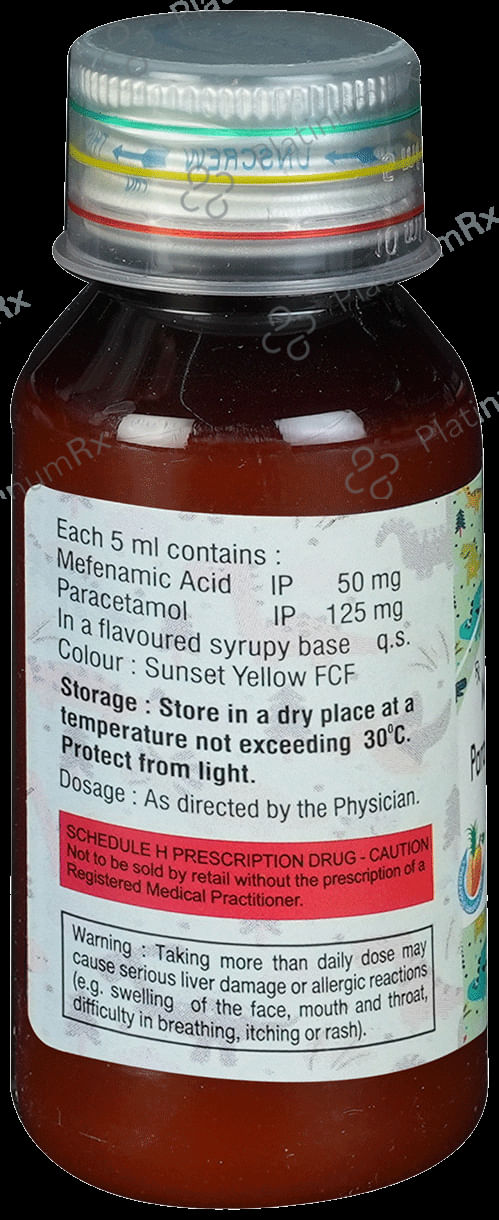 PlatinumRx
UNSCREW
Each 5 ml contains :
Mefenamic Acid IP 50 mg
Paracetamol IP 125 mg
In a flavoured syrupy base q.s.
Colour : Sunset Yellow FCF
Storage : Store in a dry place at a
temperature not exceeding 30⁰C.
Protect from light.
Dosage : As directed by the Physician.
SCHEDULE H PRESCRIPTION DRUG - CAUTION
Not to be sold by retail without the prescription of a
Registered Medical Practitioner.
Warning : Taking more than daily dose may
cause serious liver damage or allergic reactions
(e.g. swelling of the face, mouth and throat,
difficulty in breathing, itching or rash).